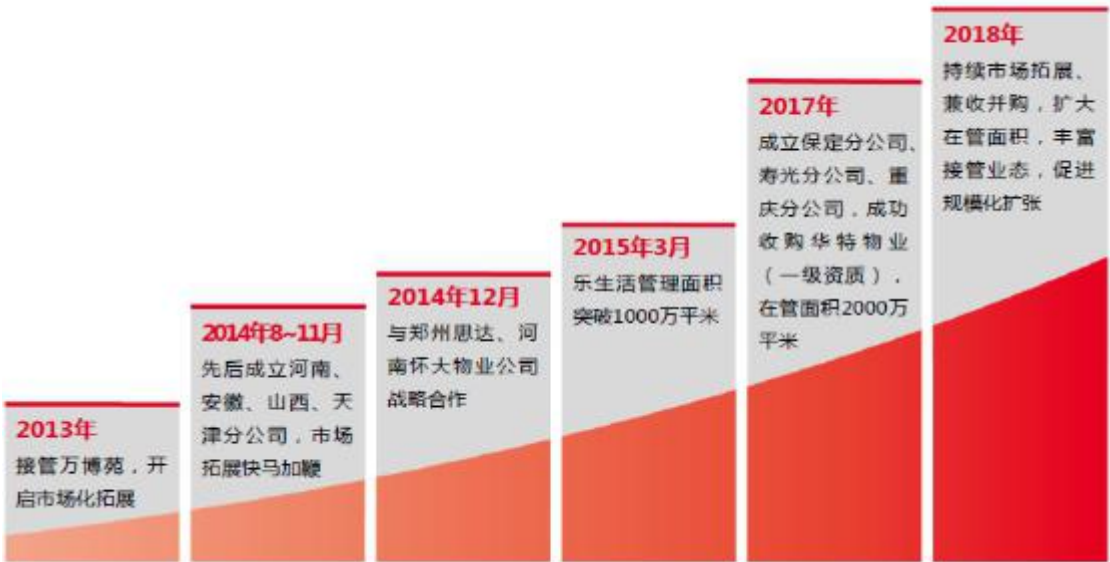 2013年
接管万博苑，开
启市场化拓展
2014年8~11月
先后成立河南、
安徽、山西、天
津分公司，市场
拓展快马加鞭
2014年12月
与郑州思达、河
南怀大物业公司
战略合作
2015年3月
乐生活管理面积
突破1000万平米
2017年
成立保定分公司、
寿光分公司、重
庆分公司，成功
收购华特物业
（一级资质），
在管面积2000万
平米
2018年
持续市场拓展、
兼收并购，扩大
在管面积，丰富
接管业态，促进
规模化扩张